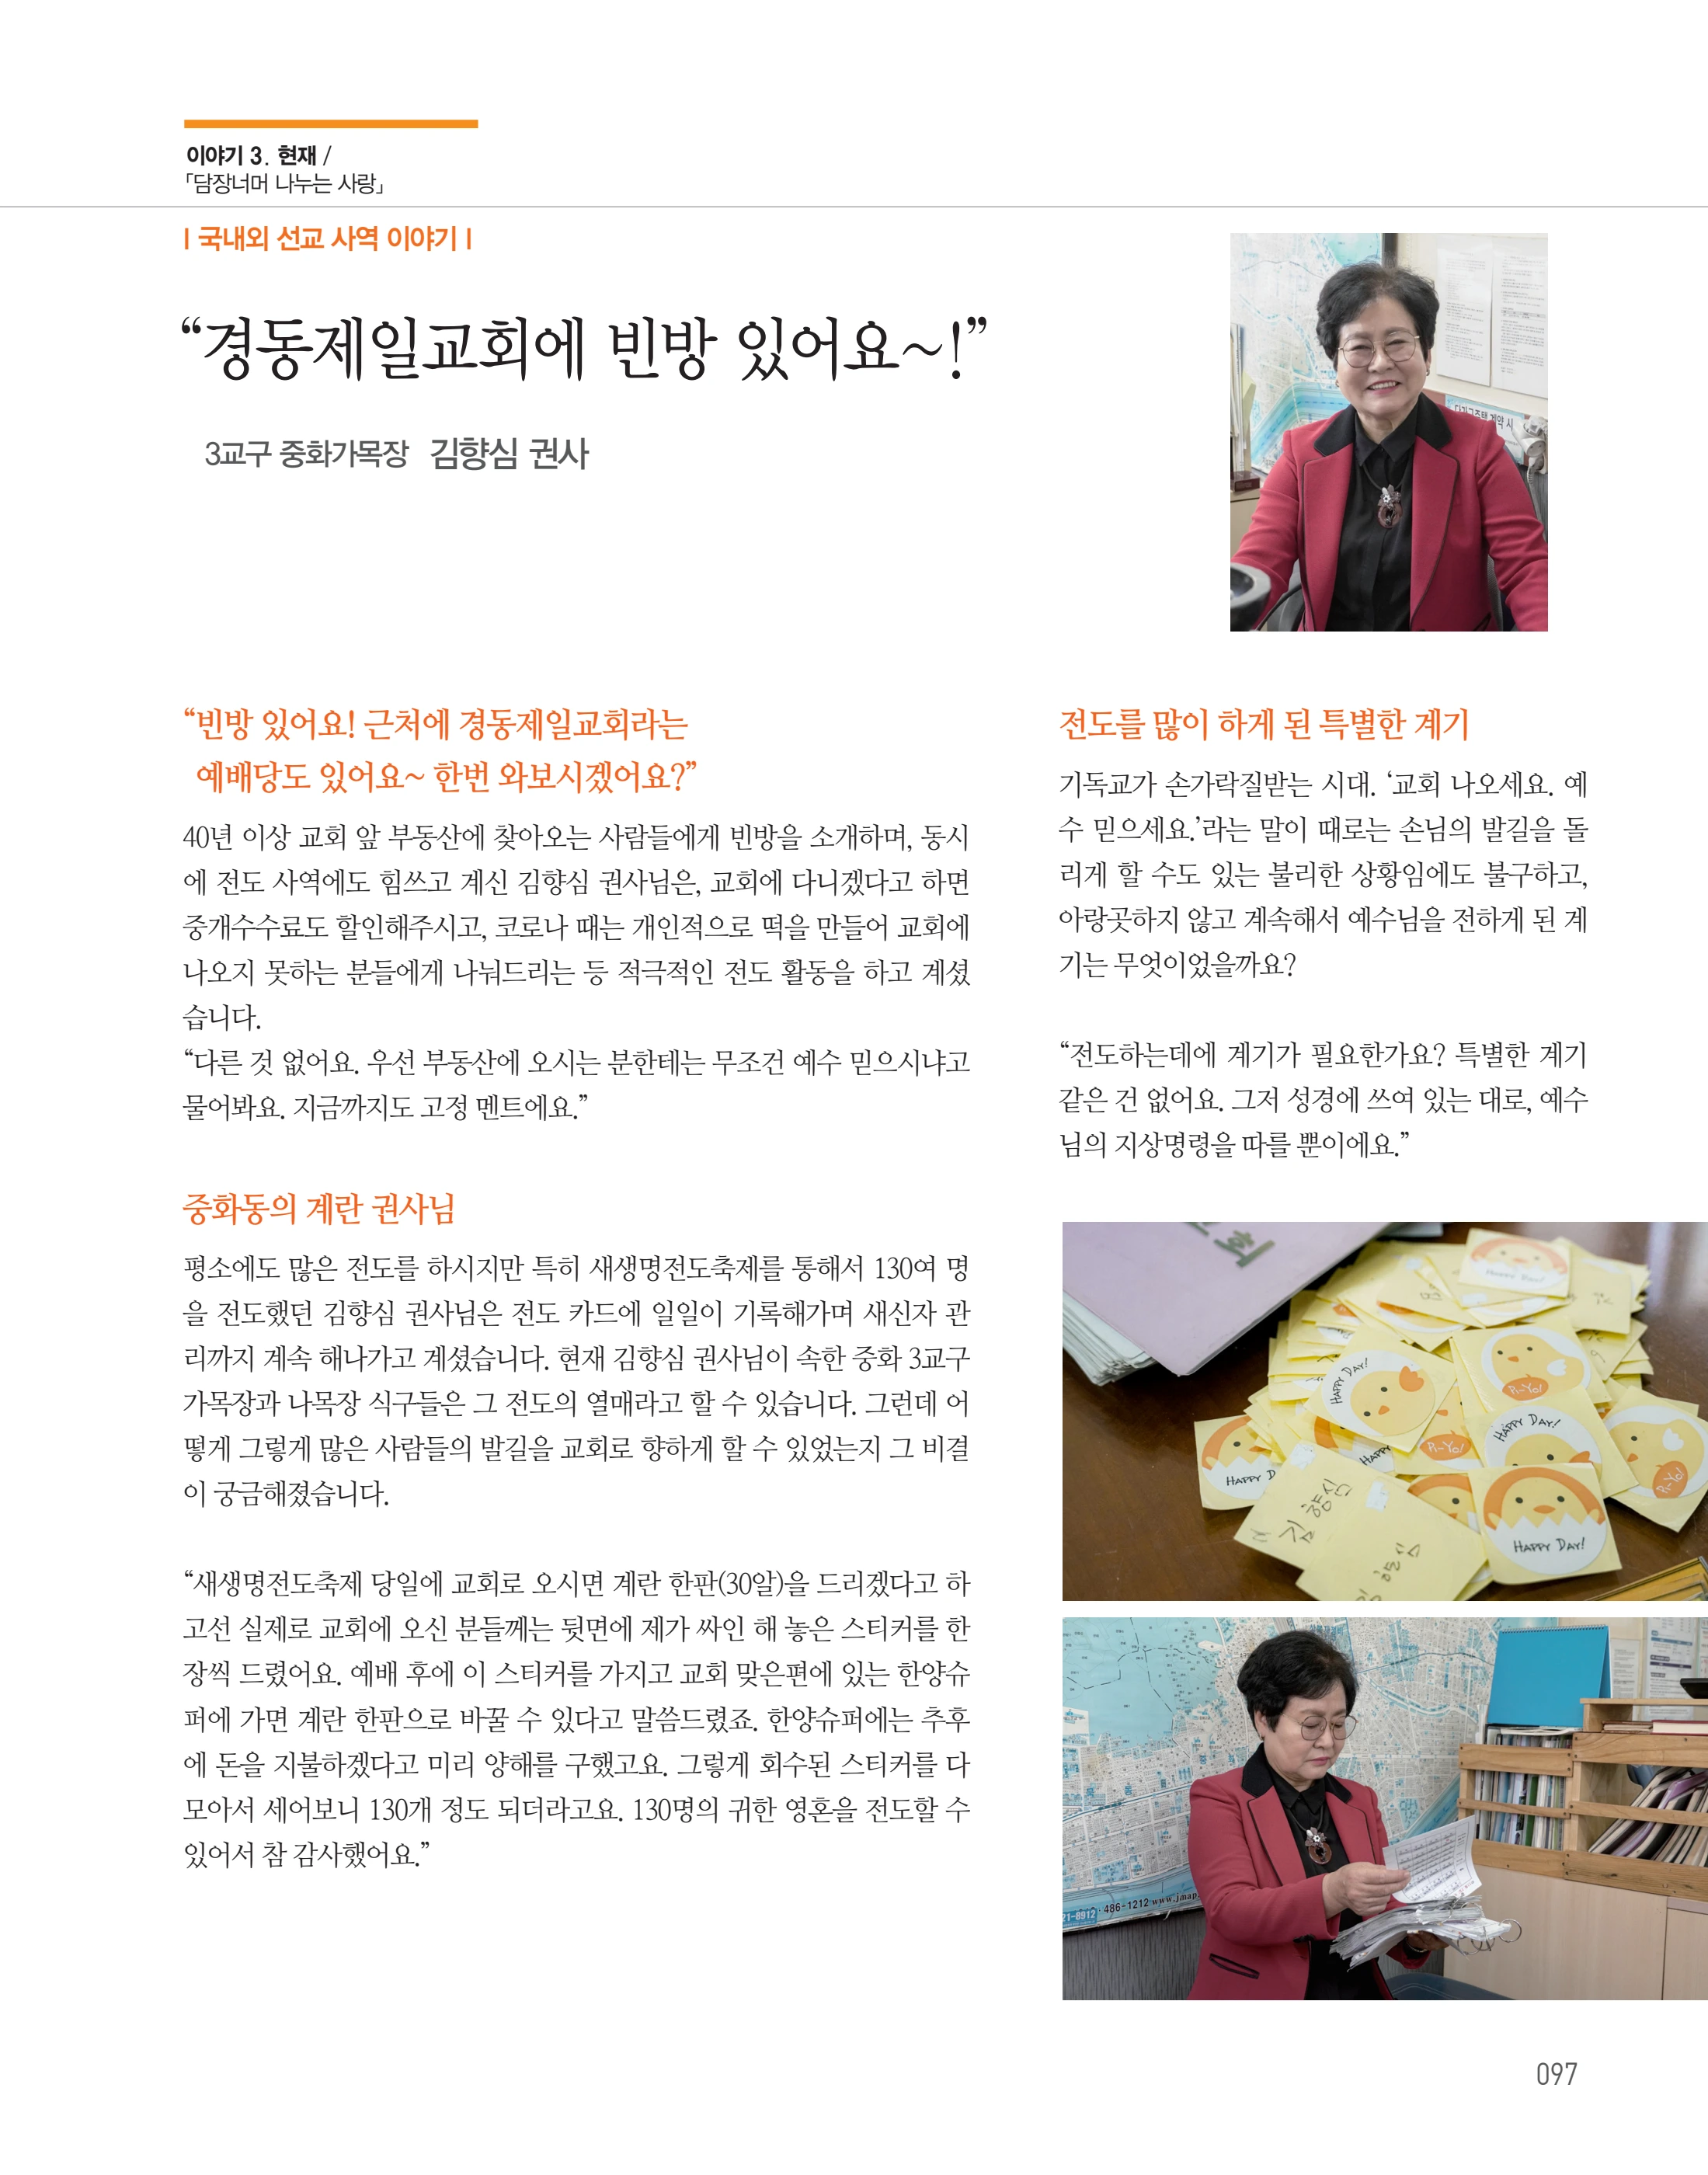 이야기 3. 현재 /
「담장너머 나누는 사랑」
| 국내외 선교 사역 이야기 |
“경동제일교회에 빈방 있어요~!”
3교구 중화가목장 김향심 권사
“빈방 있어요! 근처에 경동제일교회라는
예배당도 있어요~ 한번 와보시겠어요?”
40년 이상 교회 앞 부동산에 찾아오는 사람들에게 빈방을 소개하며, 동시
에 전도 사역에도 힘쓰고 계신 김향심 권사님은, 교회에 다니겠다고 하면
중개수수료도 할인해주시고, 코로나 때는 개인적으로 떡을 만들어 교회에
나오지 못하는 분들에게 나눠드리는 등 적극적인 전도 활동을 하고 계셨
습니다.
“다른 것 없어요. 우선 부동산에 오시는 분한테는 무조건 예수 믿으시냐고
물어봐요. 지금까지도 고정 멘트에요.”
중화동의 계란 권사님
평소에도 많은 전도를 하시지만 특히 새생명전도축제를 통해서 130여 명
을 전도했던 김향심 권사님은 전도 카드에 일일이 기록해가며 새신자 관
리까지 계속 해나가고 계셨습니다. 현재 김향심 권사님이 속한 중화 3교구
가목장과 나목장 식구들은 그 전도의 열매라고 할 수 있습니다. 그런데 어
떻게 그렇게 많은 사람들의 발길을 교회로 향하게 할 수 있었는지 그 비결
이 궁금해졌습니다.
“새생명전도축제 당일에 교회로 오시면 계란 한판(30알)을 드리겠다고 하
고선 실제로 교회에 오신 분들께는 뒷면에 제가 싸인 해 놓은 스티커를 한
장씩 드렸어요. 예배 후에 이 스티커를 가지고 교회 맞은편에 있는 한양슈
퍼에 가면 계란 한판으로 바꿀 수 있다고 말씀드렸죠. 한양슈퍼에는 추후
에 돈을 지불하겠다고 미리 양해를 구했고요. 그렇게 회수된 스티커를 다
모아서 세어보니 130개 정도 되더라고요. 130명의 귀한 영혼을 전도할 수
있어서 참 감사했어요.”
전도를 많이 하게 된 특별한 계기
기독교가 손가락질받는 시대. ‘교회 나오세요. 예
수 믿으세요.’라는 말이 때로는 손님의 발길을 돌
리게 할 수도 있는 불리한 상황임에도 불구하고,
아랑곳하지 않고 계속해서 예수님을 전하게 된 계
기는 무엇이었을까요?
“전도하는데에 계기가 필요한가요? 특별한 계기
같은 건 없어요. 그저 성경에 쓰여 있는 대로, 예수
님의 지상명령을 따를 뿐이에요.”
HAPPY DAY!
HAPPY DAY!
Pi-Yo!
HAPPY DAY!
Pi-Yo!
HAPPY
Pi-Yo!
HAPPY D
김향심
HAPPY DAY!
486-1212 www.jmap
21-8912
097